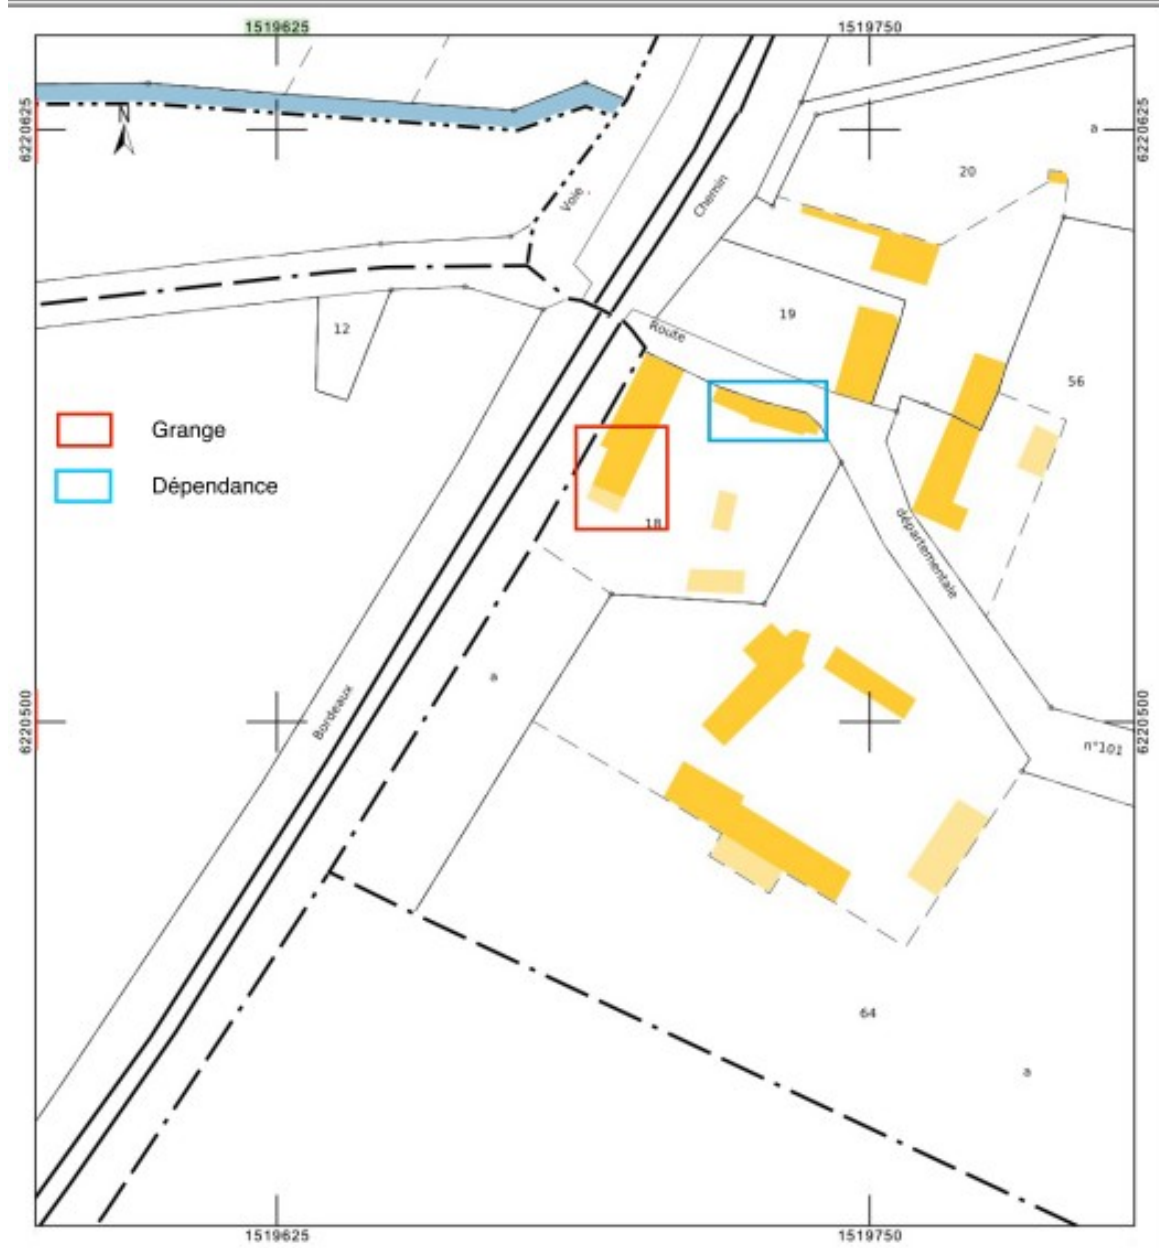 1519625
1519750
6220625
6220625
N
a
20
Voie
Chemin
12
19
Route
56
Grange
Dépendance
18
départementale
a
6220500
6220500
Bordeaux
n°101
64
a
1519625
1519750